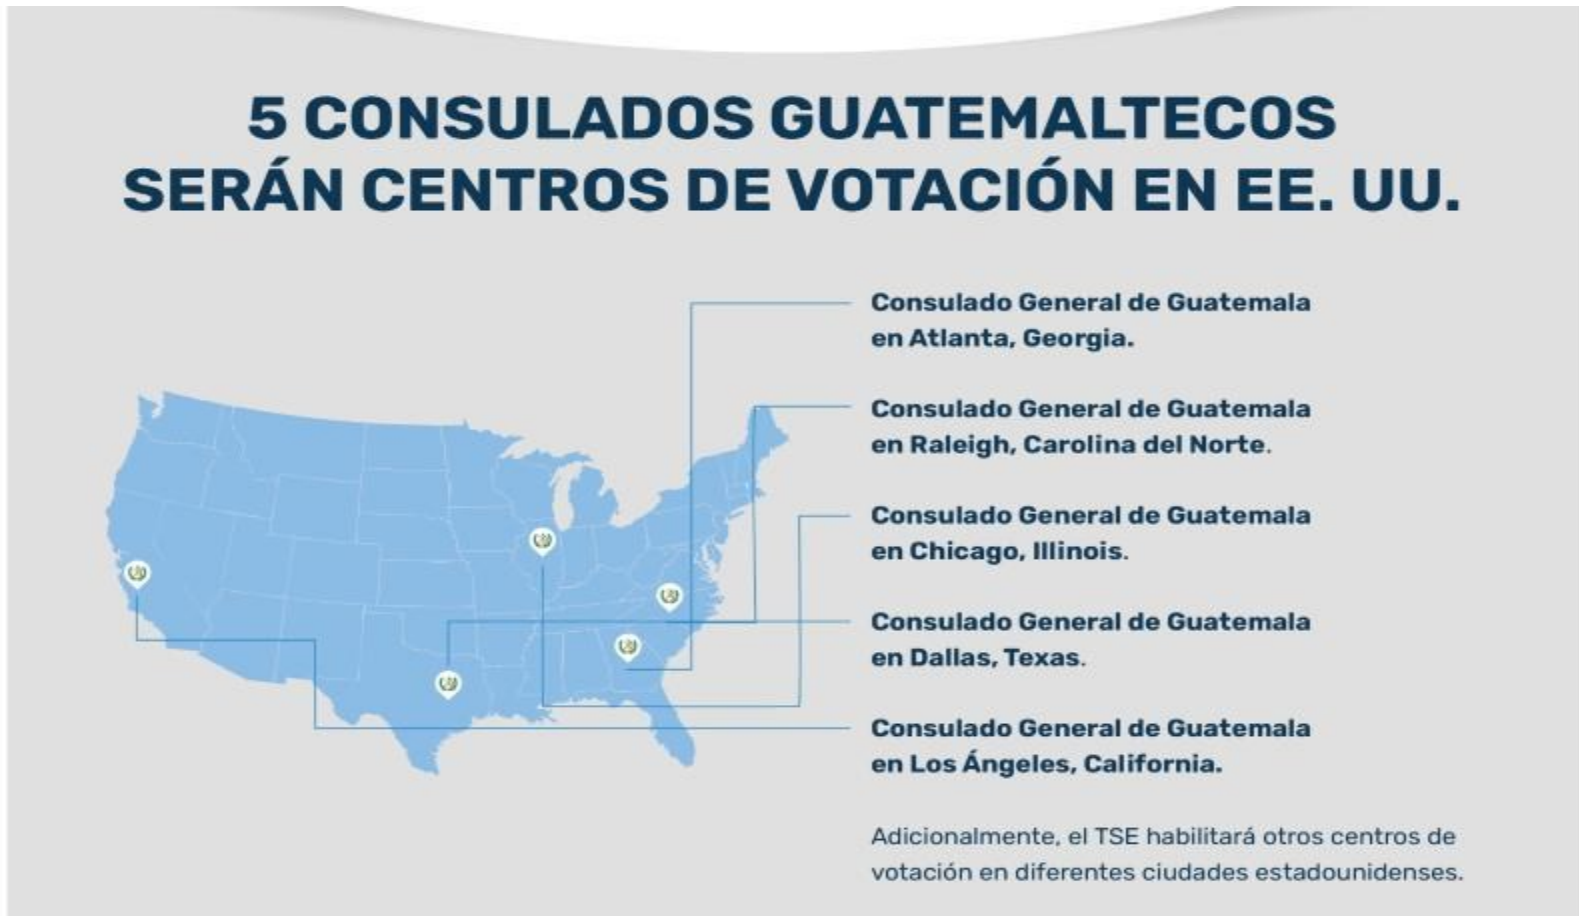 5 CONSULADOS GUATEMALTECOS
SERÁN CENTROS DE VOTACIÓN EN EE. UU.
Consulado General de Guatemala
en Atlanta, Georgia.
Consulado General de Guatemala
en Raleigh, Carolina del Norte.
Consulado General de Guatemala
en Chicago, Illinois.
Consulado General de Guatemala
en Dallas, Texas.
Consulado General de Guatemala
en Los Ángeles, California.
Adicionalmente, el TSE habilitará otros centros de
votación en diferentes ciudades estadounidenses.